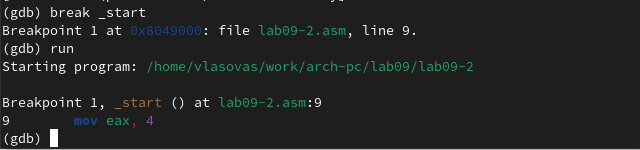 (gdb) break _start
Breakpoint 1 at 0x8049000: file lab09-2.asm, line 9.
(gdb) run
Starting program: /home/vlasovas/work/arch-pc/lab09/lab09-2
Breakpoint 1, _start () at lab09-2.asm:9
9        mov eax, 4
(gdb)